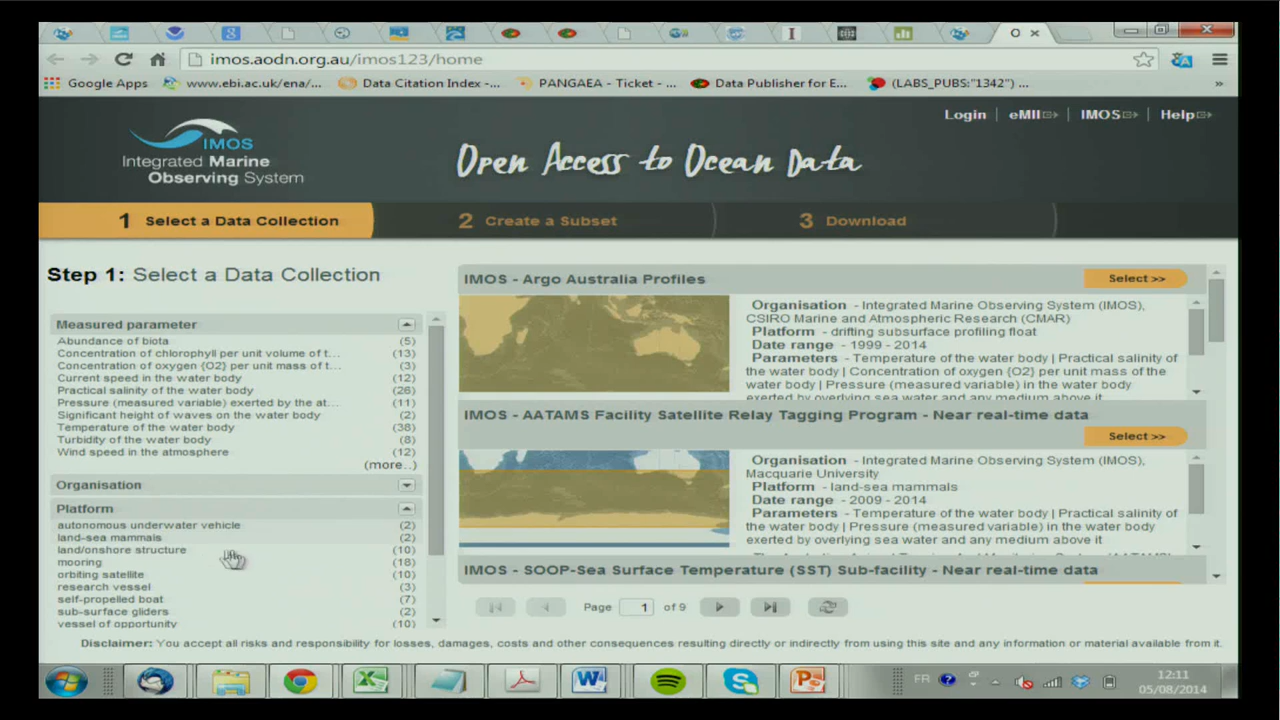 imos.aodn.org.au/imos123/home
Google Apps
www.ebi.ac.uk/ena/...
Data Citation Index -...
PANGAEA - Ticket - ...
Data Publisher for E...
(LABS_PUBS:"1342") ...
»
Login
eMII
IMOS
Help
IMOS
Integrated Marine
Observing System
Open Access to Ocean Data
1 Select a Data Collection
2 Create a Subset
3 Download
Step 1: Select a Data Collection
Measured parameter
Abundance of biota (5)
Concentration of chlorophyll per unit volume of t... (13)
Concentration of oxygen {O2} per unit mass of t... (3)
Current speed in the water body (12)
Practical salinity of the water body (26)
Pressure (measured variable) exerted by the at... (11)
Significant height of waves on the water body (2)
Temperature of the water body (38)
Turbidity of the water body (8)
Wind speed in the atmosphere (12)
(more..)
Organisation
Platform
autonomous underwater vehicle (2)
land-sea mammals (2)
land/onshore structure (10)
mooring (18)
orbiting satellite (10)
research vessel (3)
self-propelled boat (7)
sub-surface gliders (2)
vessel of opportunity (10)
IMOS - Argo Australia Profiles
Select >>
Organisation - Integrated Marine Observing System (IMOS),
CSIRO Marine and Atmospheric Research (CMAR)
Platform - drifting subsurface profiling float
Date range - 1999 - 2014
Parameters - Temperature of the water body | Practical salinity of
the water body | Concentration of oxygen {O2} per unit mass of the
water body | Pressure (measured variable) in the water body
exerted by overlying sea water and any medium above it
IMOS - AATAMS Facility Satellite Relay Tagging Program - Near real-time data
Select >>
Organisation - Integrated Marine Observing System (IMOS),
Macquarie University
Platform - land-sea mammals
Date range - 2009 - 2014
Parameters - Temperature of the water body | Practical salinity of
the water body | Pressure (measured variable) in the water body
exerted by overlying sea water and any medium above it
IMOS - SOOP-Sea Surface Temperature (SST) Sub-facility - Near real-time data
Page 1 of 9
Disclaimer: You accept all risks and responsibility for losses, damages, costs and other consequences resulting directly or indirectly from using this site and any information or material available from it.
FR
12:11
05/08/2014